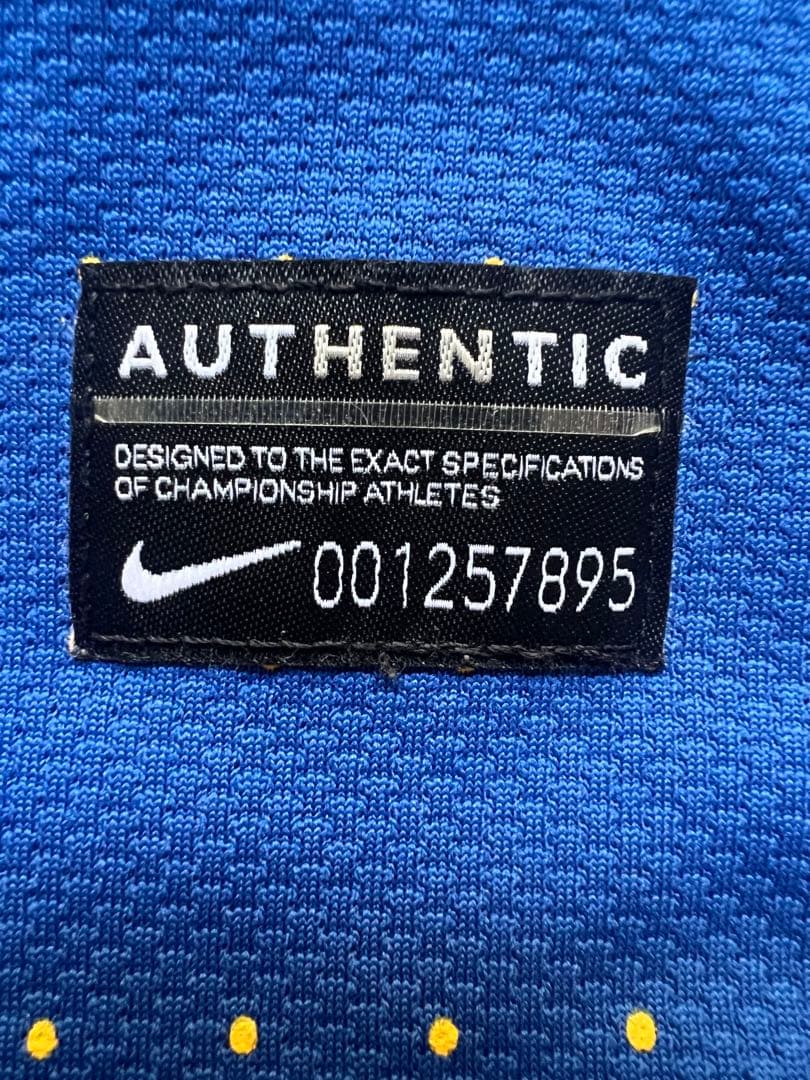 AUTHENTIC
DESIGNED TO THE EXACT SPECIFICATIONS
OF CHAMPIONSHIP ATHLETES
001257895